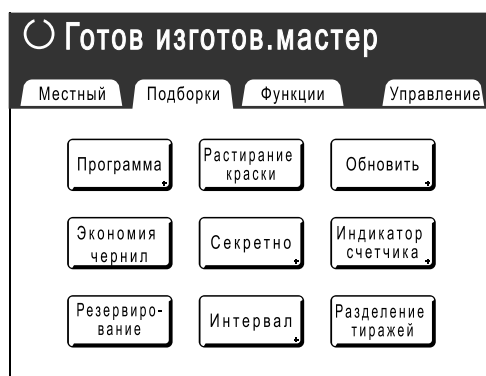 Готов изготов.мастер
Местный Подборки Функции Управление
Программа Растирание краски Обновить
Экономия чернил Секретно Индикатор счетчика
Резервиро-
вание Интервал Разделение тиражей